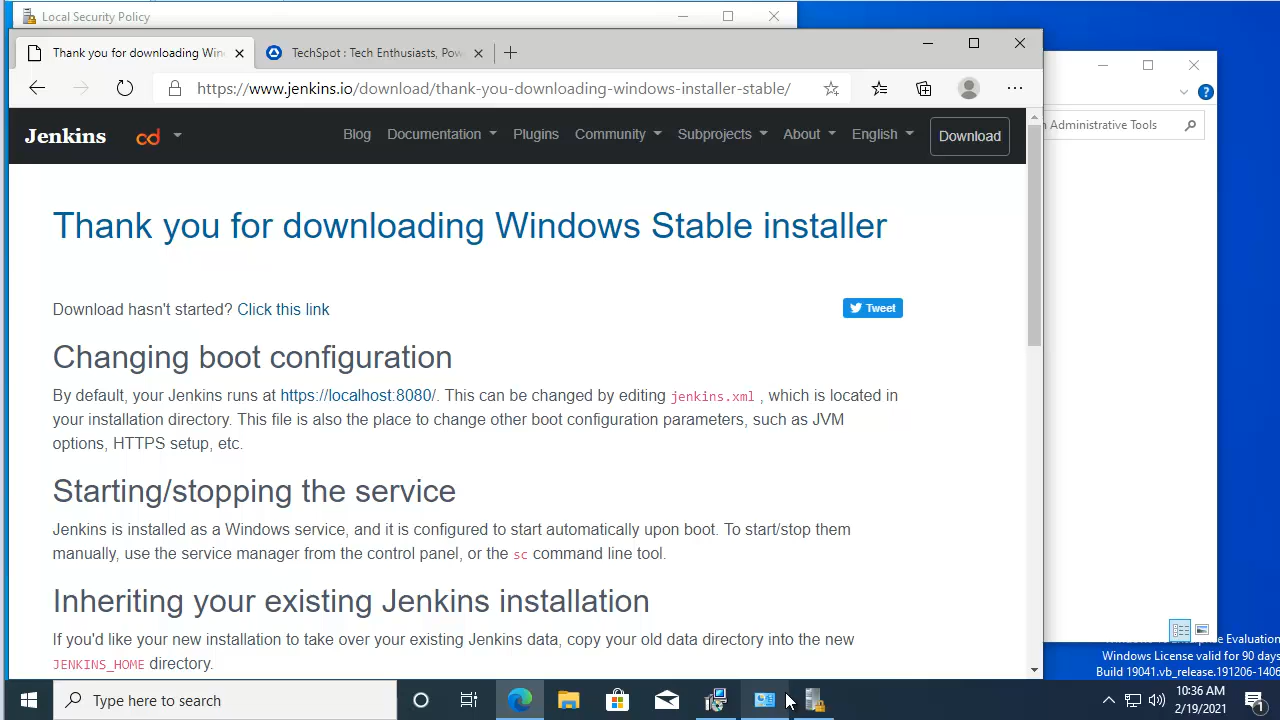 Local Security Policy
Thank you for downloading Win
TechSpot : Tech Enthusiasts, Pow
https://www.jenkins.io/download/thank-you-downloading-windows-installer-stable/
Administrative Tools
Jenkins
cd
Blog
Documentation
Plugins
Community
Subprojects
About
English
Download
Thank you for downloading Windows Stable installer
Download hasn't started? Click this link
Tweet
Changing boot configuration
By default, your Jenkins runs at https://localhost:8080/. This can be changed by editing jenkins.xml , which is located in
your installation directory. This file is also the place to change other boot configuration parameters, such as JVM
options, HTTPS setup, etc.
Starting/stopping the service
Jenkins is installed as a Windows service, and it is configured to start automatically upon boot. To start/stop them
manually, use the service manager from the control panel, or the sc command line tool.
Inheriting your existing Jenkins installation
If you'd like your new installation to take over your existing Jenkins data, copy your old data directory into the new
JENKINS_HOME directory.
Evaluation
Windows License valid for 90 days
Build 19041.vb_release.191206-1406
Type here to search
10:36 AM
2/19/2021
1